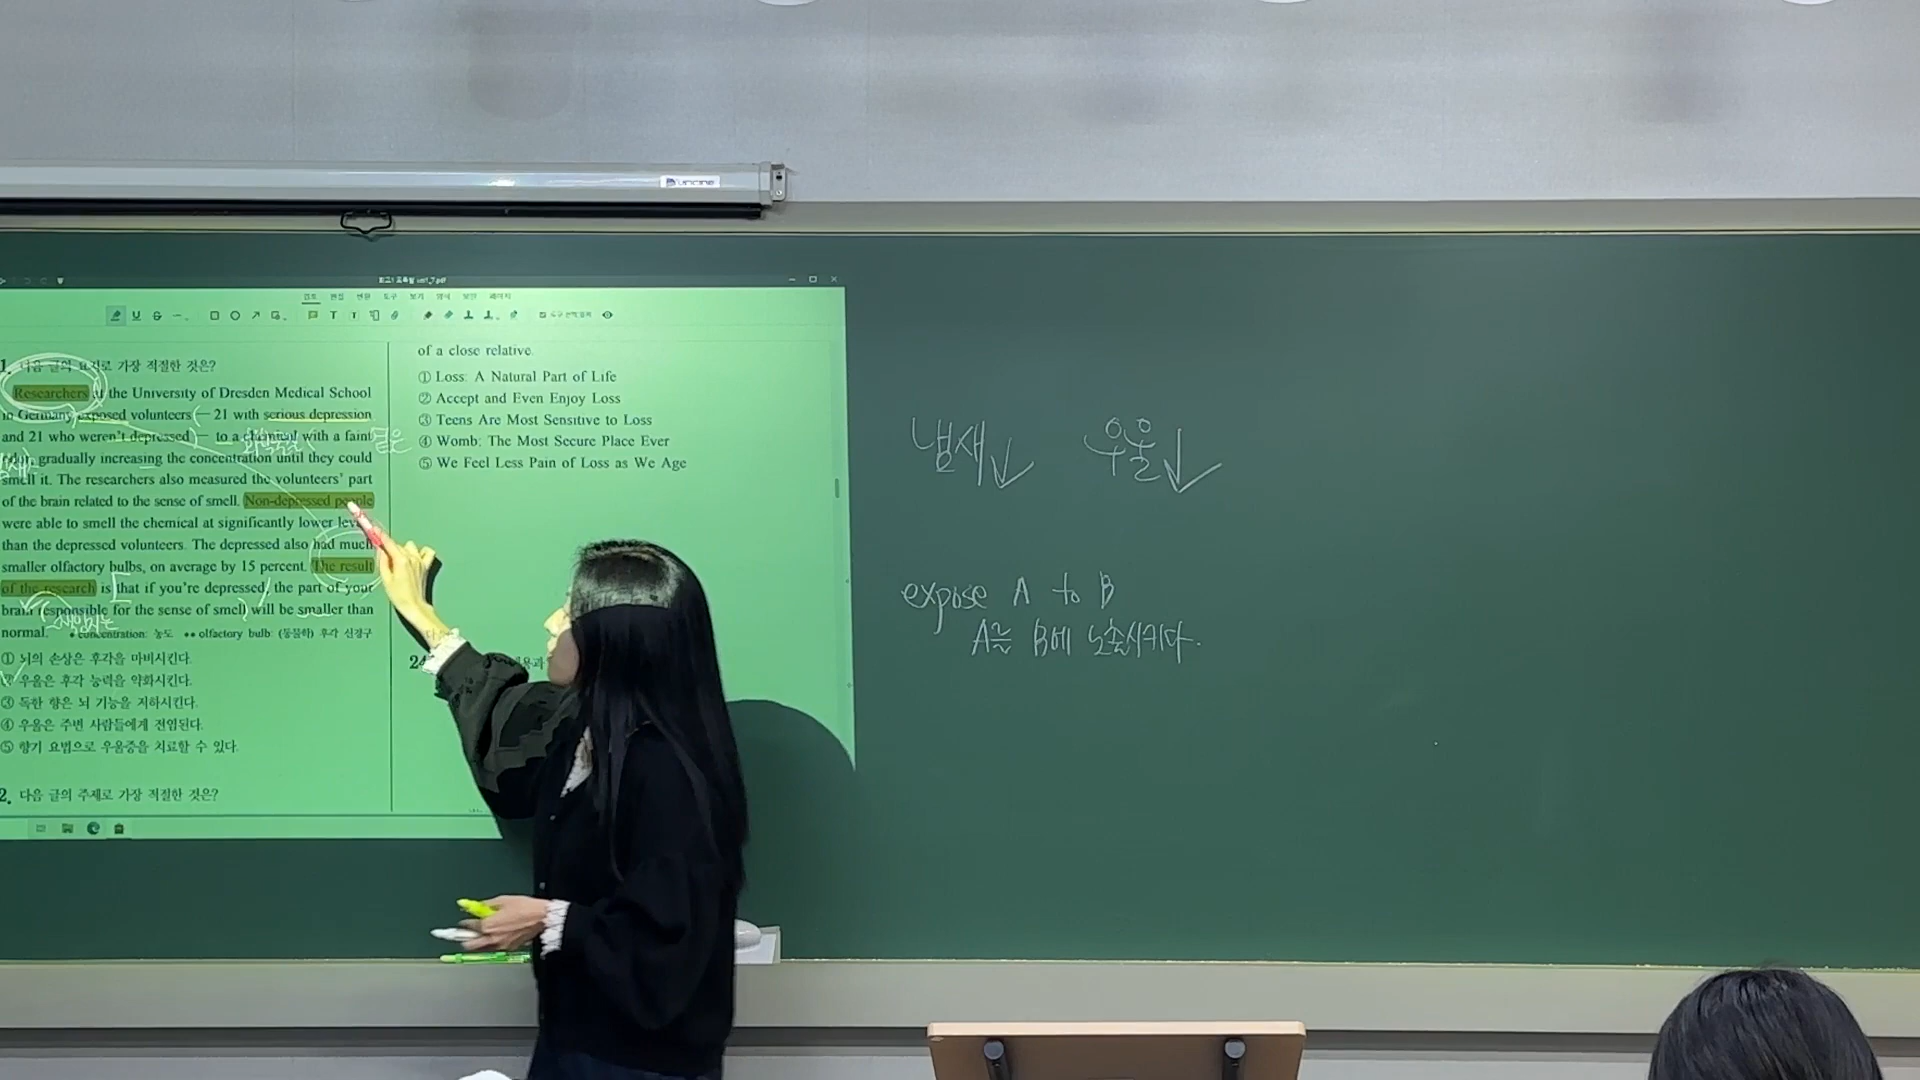 1. 다음 글의 요지로 가장 적절한 것은?
Researchers at the University of Dresden Medical School
in Germany exposed volunteers — 21 with serious depression
and 21 who weren't depressed — to a chemical with a faint
odor, gradually increasing the concentration until they could
smell it. The researchers also measured the volunteers' part
of the brain related to the sense of smell. Non-depressed people
were able to smell the chemical at significantly lower
than the depressed volunteers. The depressed also had much
smaller olfactory bulbs, on average by 15 percent. The result
of the research is that if you're depressed, the part of your
brain responsible for the sense of smell will be smaller than
normal. * concentration: 농도 ** olfactory bulb: (동물학) 후각 신경구
옅은
책임지는
① 뇌의 손상은 후각을 마비시킨다.
② 우울은 후각 능력을 약화시킨다.
③ 독한 향은 뇌 기능을 저하시킨다.
④ 우울은 주변 사람들에게 전염된다.
⑤ 향기 요법으로 우울증을 치료할 수 있다.
2. 다음 글의 주제로 가장 적절한 것은?
of a close relative.
① Loss: A Natural Part of Life
② Accept and Even Enjoy Loss
③ Teens Are Most Sensitive to Loss
④ Womb: The Most Secure Place Ever
⑤ We Feel Less Pain of Loss as We Age
냄새↓ 우울↓
expose A to B
A를 B에 노출시키다.